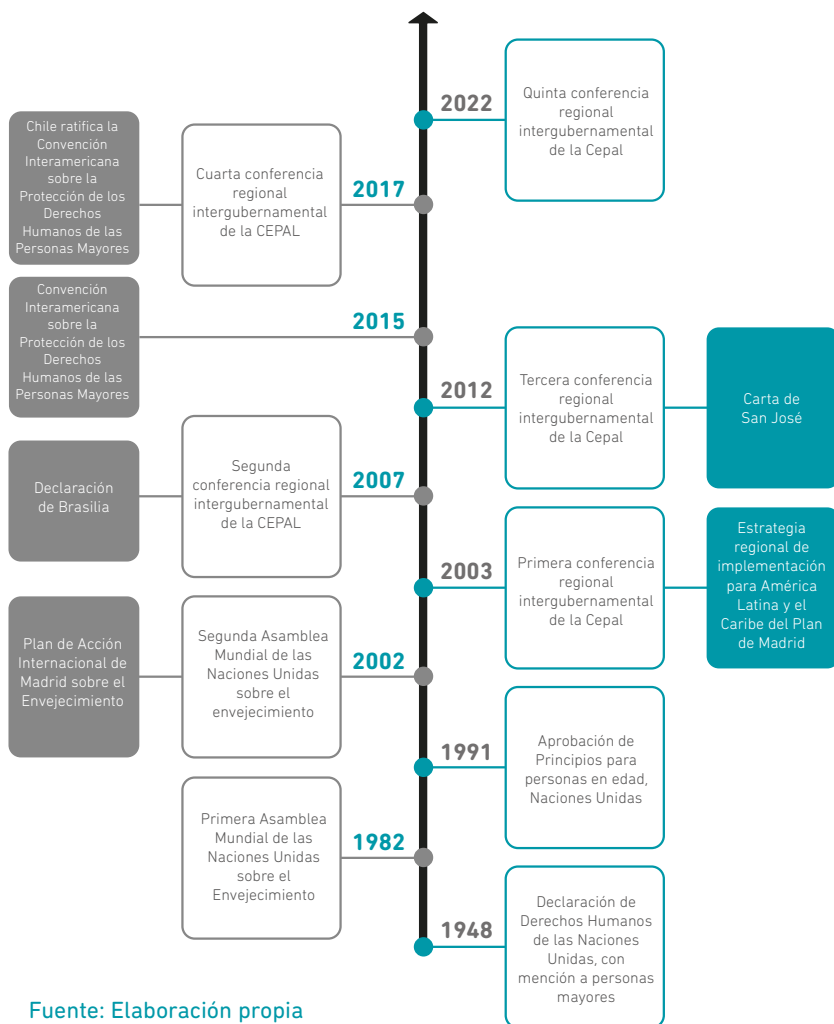 2022
Quinta conferencia
regional
intergubernamental
de la Cepal
Chile ratifica la
Convención
Interamericana
sobre la
Protección de los
Derechos
Humanos de las
Personas Mayores
Cuarta conferencia
regional
intergubernamental
de la CEPAL
2017
Convención
Interamericana
sobre la
Protección de los
Derechos
Humanos de las
Personas Mayores
2015
2012
Tercera conferencia
regional
intergubernamental
de la Cepal
Carta de
San José
Declaración
de Brasilia
Segunda
conferencia regional
intergubernamental
de la CEPAL
2007
2003
Primera conferencia
regional
intergubernamental
de la Cepal
Estrategia
regional de
implementación
para América
Latina y el
Caribe del Plan
de Madrid
Plan de Acción
Internacional de
Madrid sobre el
Envejecimiento
Segunda Asamblea
Mundial de las
Naciones Unidas
sobre el
envejecimiento
2002
1991
Aprobación de
Principios para
personas en edad,
Naciones Unidas
Primera Asamblea
Mundial de las
Naciones Unidas
sobre el
Envejecimiento
1982
1948
Declaración de
Derechos Humanos
de las Naciones
Unidas, con
mención a personas
mayores
Fuente: Elaboración propia